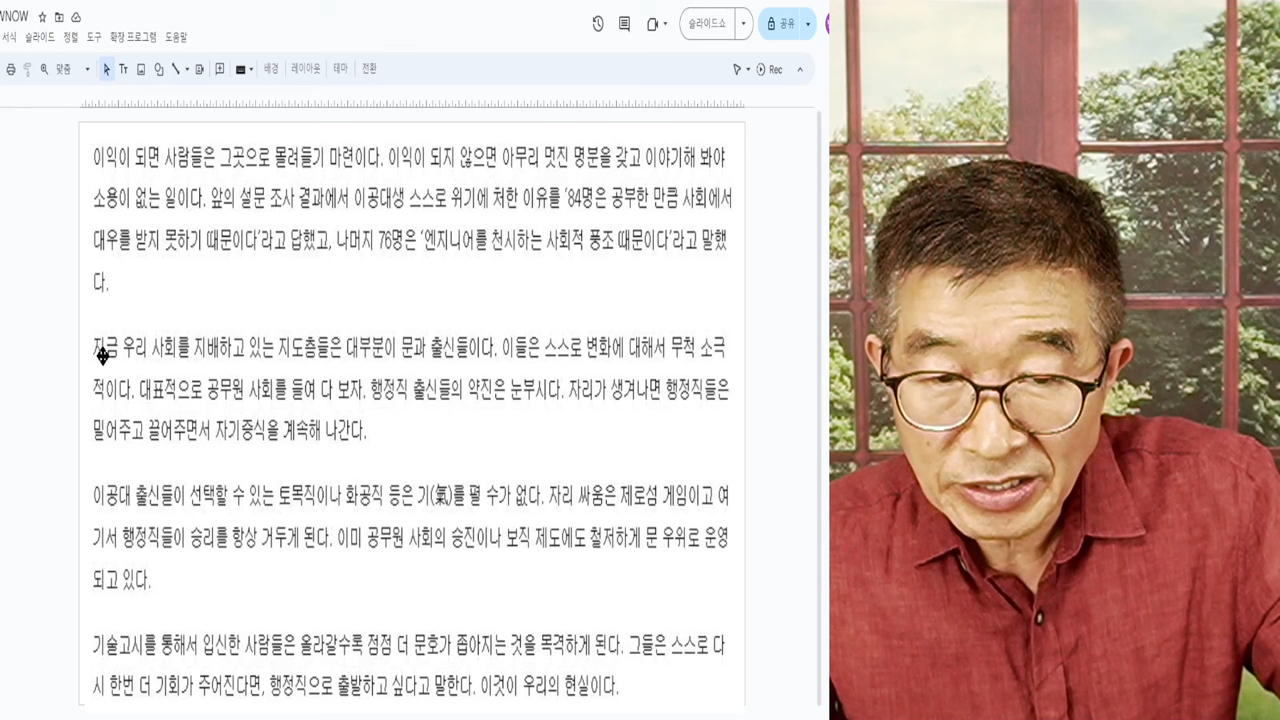 WNOW
서식 슬라이드 정렬 도구 확장 프로그램 도움말
슬라이드쇼 공유
맞춤 Tт 배경 레이아웃 테마 전환 Rec
이익이 되면 사람들은 그곳으로 몰려들기 마련이다. 이익이 되지 않으면 아무리 멋진 명분을 갖고 이야기해 봐야
소용이 없는 일이다. 앞의 설문 조사 결과에서 이공대생 스스로 위기에 처한 이유를 ‘84명은 공부한 만큼 사회에서
대우를 받지 못하기 때문이다’라고 답했고, 나머지 76명은 ‘엔지니어를 천시하는 사회적 풍조 때문이다’라고 말했
다.
지금 우리 사회를 지배하고 있는 지도층들은 대부분이 문과 출신들이다. 이들은 스스로 변화에 대해서 무척 소극
적이다. 대표적으로 공무원 사회를 들여 다 보자. 행정직 출신들의 약진은 눈부시다. 자리가 생겨나면 행정직들은
밀어주고 끌어주면서 자기증식을 계속해 나간다.
이공대 출신들이 선택할 수 있는 토목직이나 화공직 등은 기(氣)를 펼 수가 없다. 자리 싸움은 제로섬 게임이고 여
기서 행정직들이 승리를 항상 거두게 된다. 이미 공무원 사회의 승진이나 보직 제도에도 철저하게 문 우위로 운영
되고 있다.
기술고시를 통해서 입신한 사람들은 올라갈수록 점점 더 문호가 좁아지는 것을 목격하게 된다. 그들은 스스로 다
시 한번 더 기회가 주어진다면, 행정직으로 출발하고 싶다고 말한다. 이것이 우리의 현실이다.